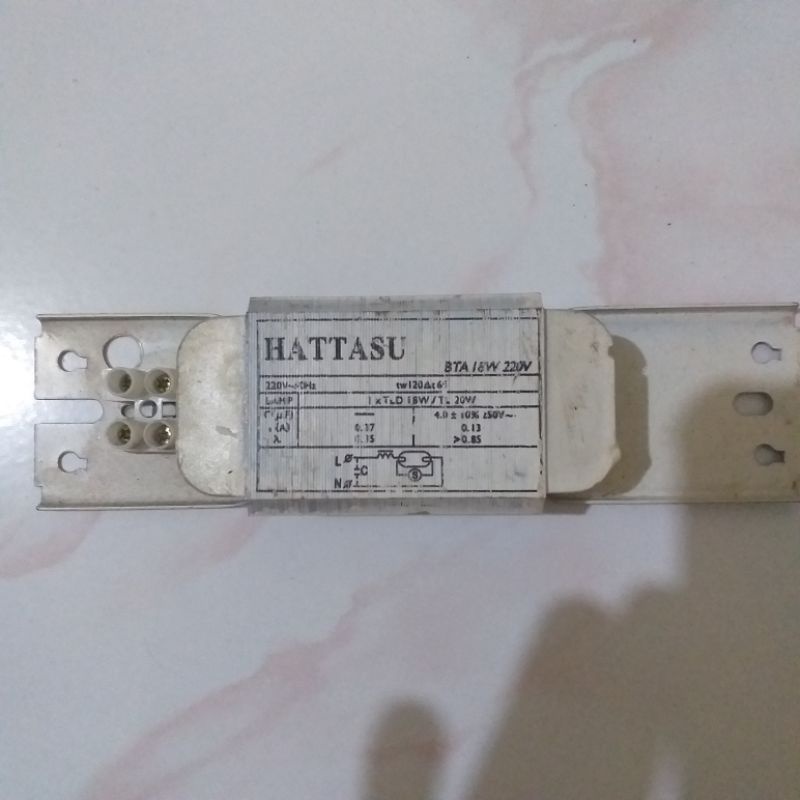 HATTASU
BTA 18W 220V
220V~50Hz tw120Δt6
LAMP 1xTLD 18W/TL 20W
C(μF) — 4.0 ± 10% 250V~
I(A) 0.37 0.13
λ 0.35 >0.85
L
C
S
N